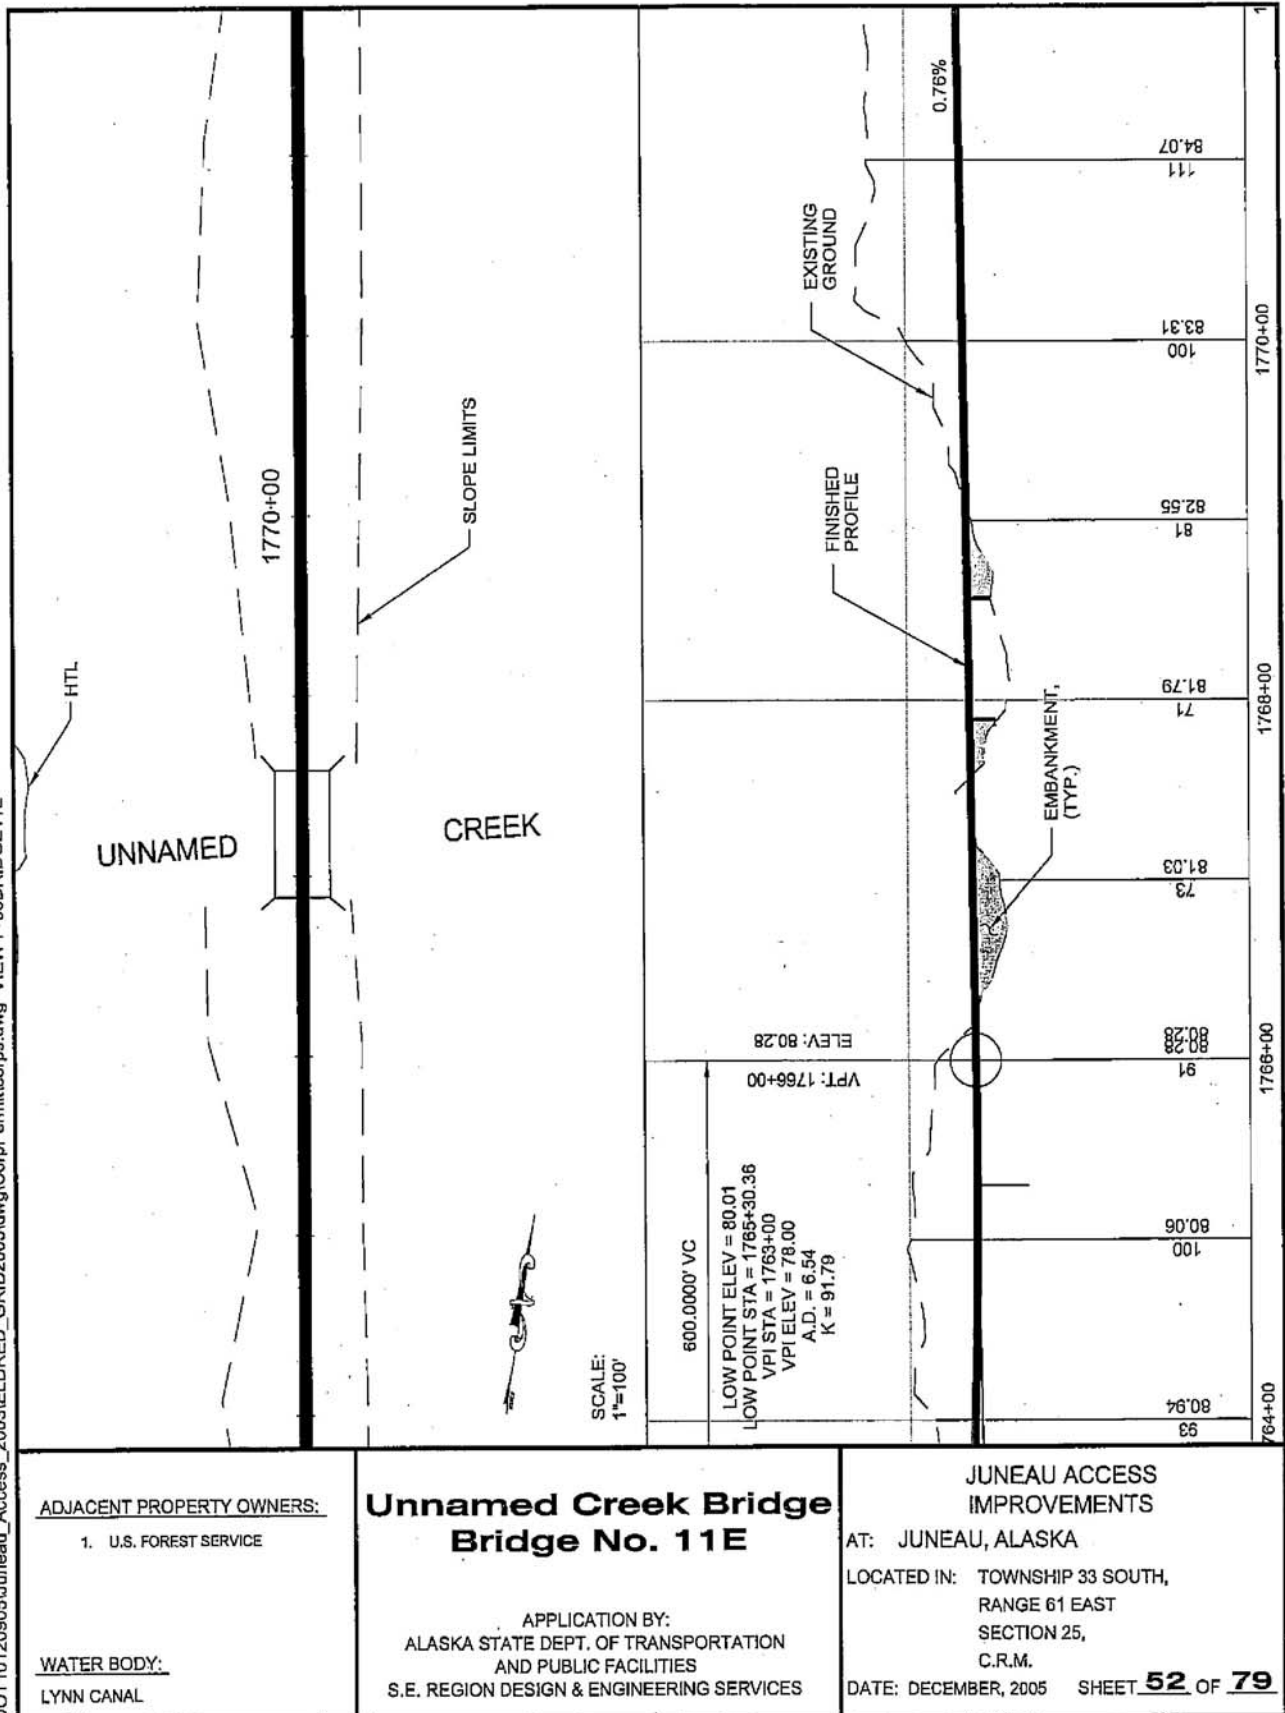 HTL
1770+00
SLOPE LIMITS
UNNAMED
CREEK
SCALE:
1"=100'
0.76%
EXISTING
GROUND
FINISHED
PROFILE
EMBANKMENT,
(TYP.)
VPT: 1766+00
ELEV: 80.28
600.0000' VC
LOW POINT ELEV = 80.01
LOW POINT STA = 1765+30.36
VPI STA = 1763+00
VPI ELEV = 78.00
A.D. = 6.54
K = 91.79
93
80.94
100
80.06
91
80.28
80.28
73
81.03
71
81.79
81
82.55
100
83.31
111
84.07
764+00
1766+00
1768+00
1770+00
1
ADJACENT PROPERTY OWNERS:
1. U.S. FOREST SERVICE
WATER BODY:
LYNN CANAL
Unnamed Creek Bridge
Bridge No. 11E
APPLICATION BY:
ALASKA STATE DEPT. OF TRANSPORTATION
AND PUBLIC FACILITIES
S.E. REGION DESIGN & ENGINEERING SERVICES
JUNEAU ACCESS
IMPROVEMENTS
AT: JUNEAU, ALASKA
LOCATED IN: TOWNSHIP 33 SOUTH,
RANGE 61 EAST
SECTION 25,
C.R.M.
DATE: DECEMBER, 2005 SHEET 52 OF 79